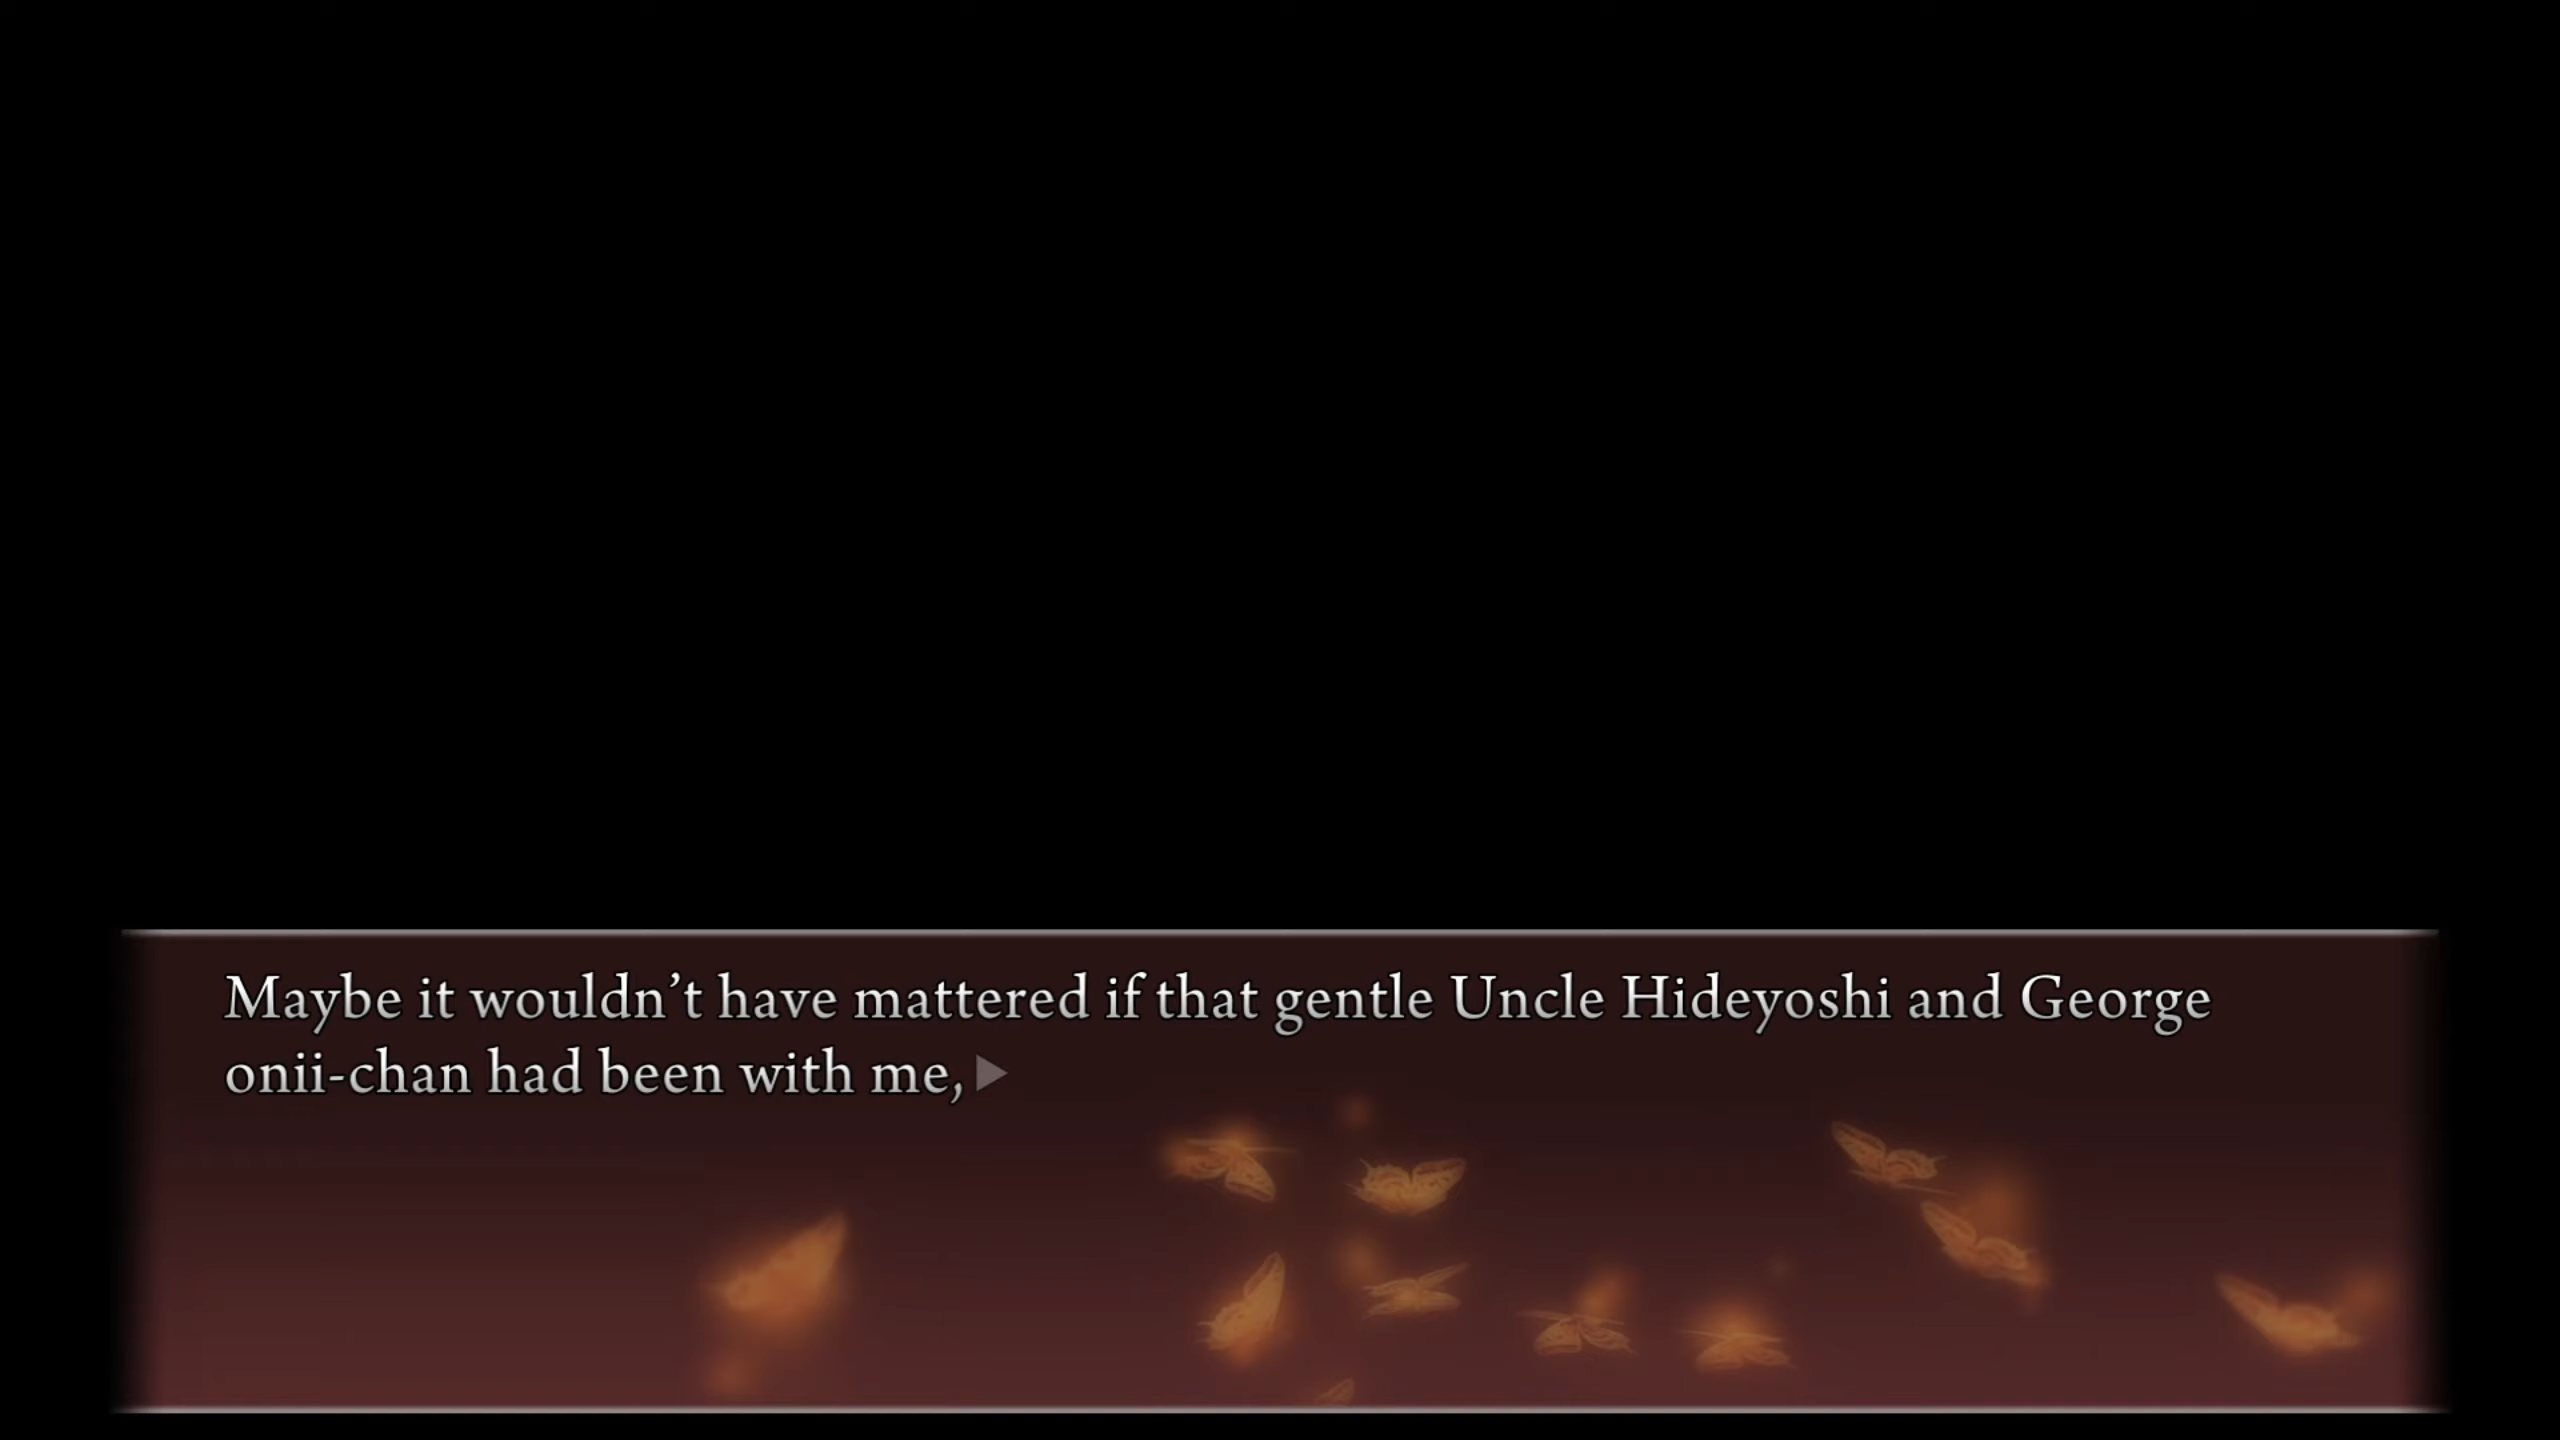 Maybe it wouldn’t have mattered if that gentle Uncle Hideyoshi and George
onii-chan had been with me,